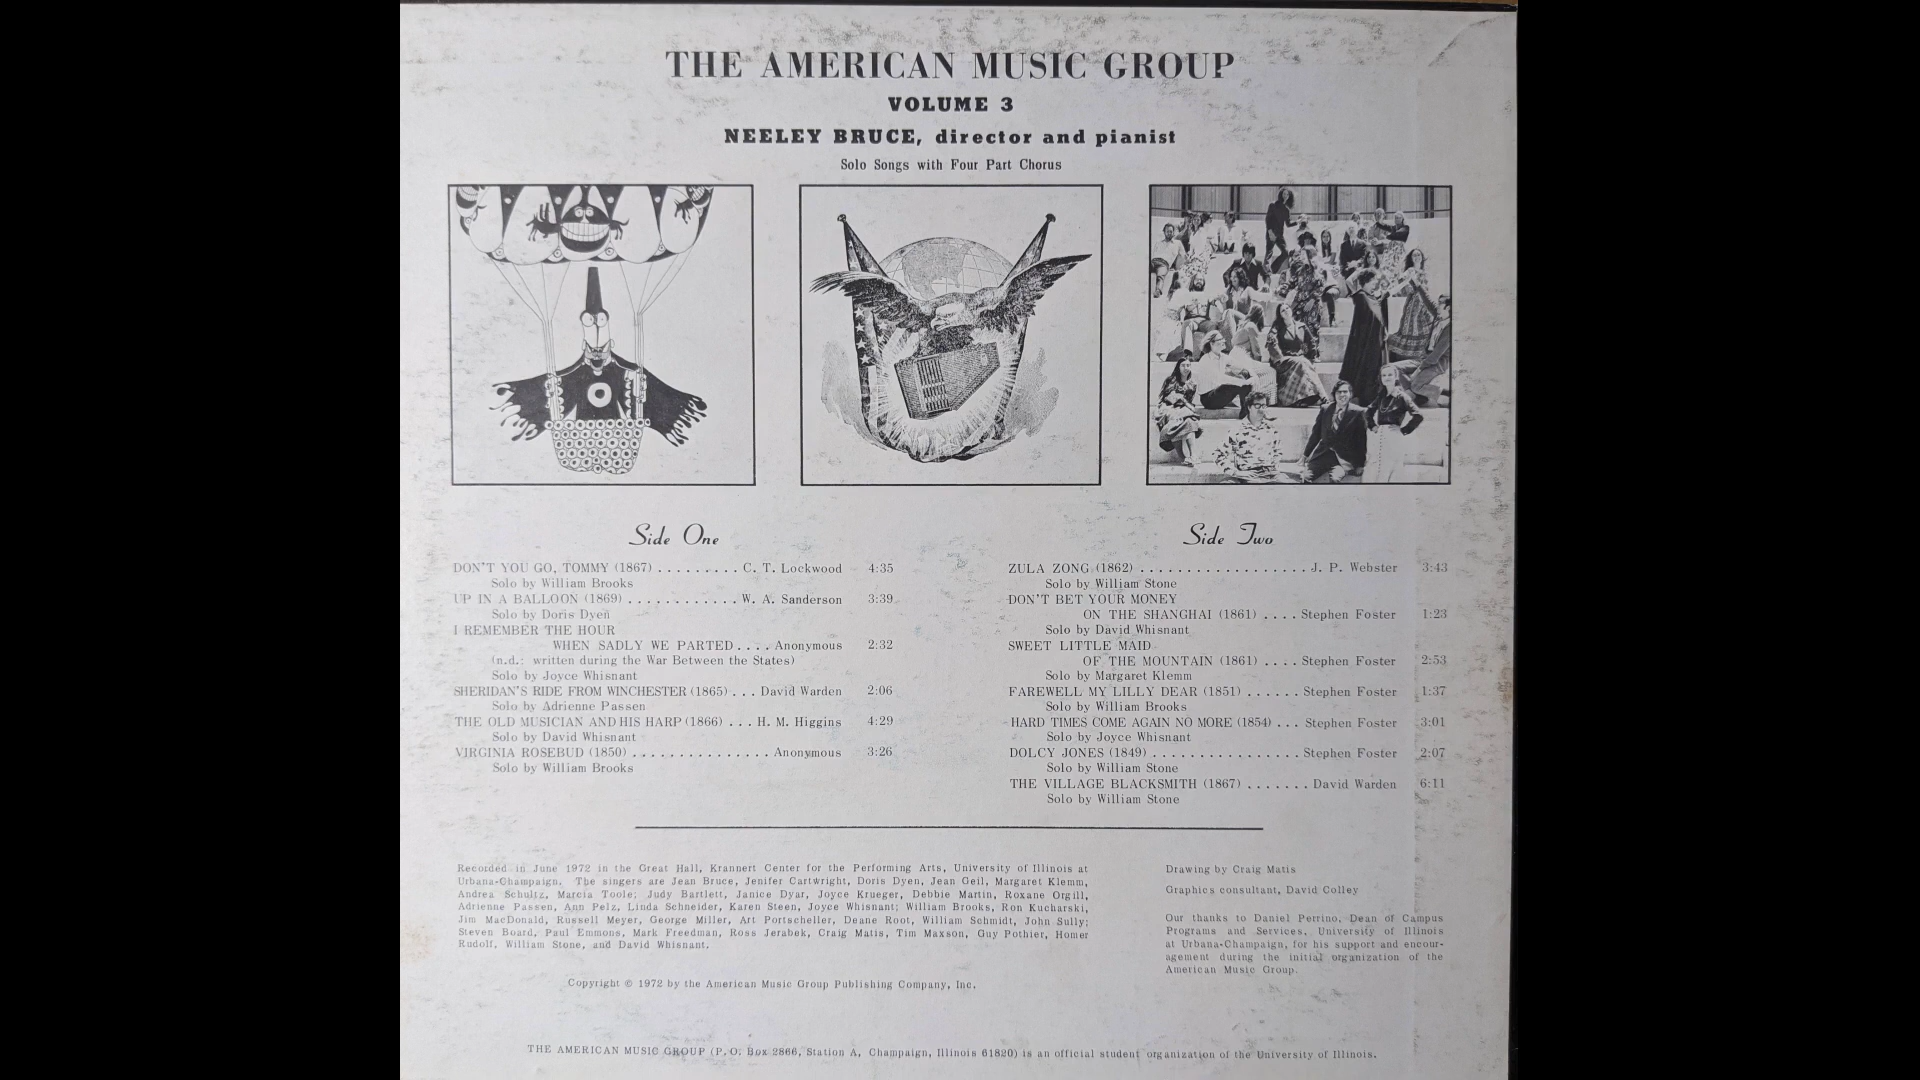 THE AMERICAN MUSIC GROUP
VOLUME 3
NEELEY BRUCE, director and pianist
Solo Songs with Four Part Chorus
Side One
DON'T YOU GO, TOMMY (1867) ......... C. T. Lockwood 4:35
Solo by William Brooks
UP IN A BALLOON (1869) ............ W. A. Sanderson 3:39
Solo by Doris Dyen
I REMEMBER THE HOUR
WHEN SADLY WE PARTED .... Anonymous 2:32
(n.d.: written during the War Between the States)
Solo by Joyce Whisnant
SHERIDAN'S RIDE FROM WINCHESTER (1865) ... David Warden 2:06
Solo by Adrienne Passen
THE OLD MUSICIAN AND HIS HARP (1866) ... H. M. Higgins 4:29
Solo by David Whisnant
VIRGINIA ROSEBUD (1850) ............... Anonymous 3:26
Solo by William Brooks
Side Two
ZULA ZONG (1862) .................. J. P. Webster 3:43
Solo by William Stone
DON'T BET YOUR MONEY
ON THE SHANGHAI (1861) .... Stephen Foster 1:23
Solo by David Whisnant
SWEET LITTLE MAID
OF THE MOUNTAIN (1861) .... Stephen Foster 2:53
Solo by Margaret Klemm
FAREWELL MY LILLY DEAR (1851) ...... Stephen Foster 1:37
Solo by William Brooks
HARD TIMES COME AGAIN NO MORE (1854) ... Stephen Foster 3:01
Solo by Joyce Whisnant
DOLCY JONES (1849) ................ Stephen Foster 2:07
Solo by William Stone
THE VILLAGE BLACKSMITH (1867) ....... David Warden 6:11
Solo by William Stone
Recorded in June 1972 in the Great Hall, Krannert Center for the Performing Arts, University of Illinois at
Urbana-Champaign. The singers are Jean Bruce, Jenifer Cartwright, Doris Dyen, Jean Geil, Margaret Klemm,
Andrea Schultz, Marcia Toole; Judy Bartlett, Janice Dyar, Joyce Krueger, Debbie Martin, Roxane Orgill,
Adrienne Passen, Ann Pelz, Linda Schneider, Karen Steen, Joyce Whisnant; William Brooks, Ron Kucharski,
Jim MacDonald, Russell Meyer, George Miller, Art Portscheller, Deane Root, William Schmidt, John Sully;
Steven Board, Paul Emmons, Mark Freedman, Ross Jerabek, Craig Matis, Tim Maxson, Guy Pothier, Homer
Rudolf, William Stone, and David Whisnant.
Copyright © 1972 by the American Music Group Publishing Company, Inc.
Drawing by Craig Matis
Graphics consultant, David Colley
Our thanks to Daniel Perrino, Dean of Campus
Programs and Services, University of Illinois
at Urbana-Champaign, for his support and encour-
agement during the initial organization of the
American Music Group.
THE AMERICAN MUSIC GROUP (P.O. Box 2866, Station A, Champaign, Illinois 61820) is an official student organization of the University of Illinois.